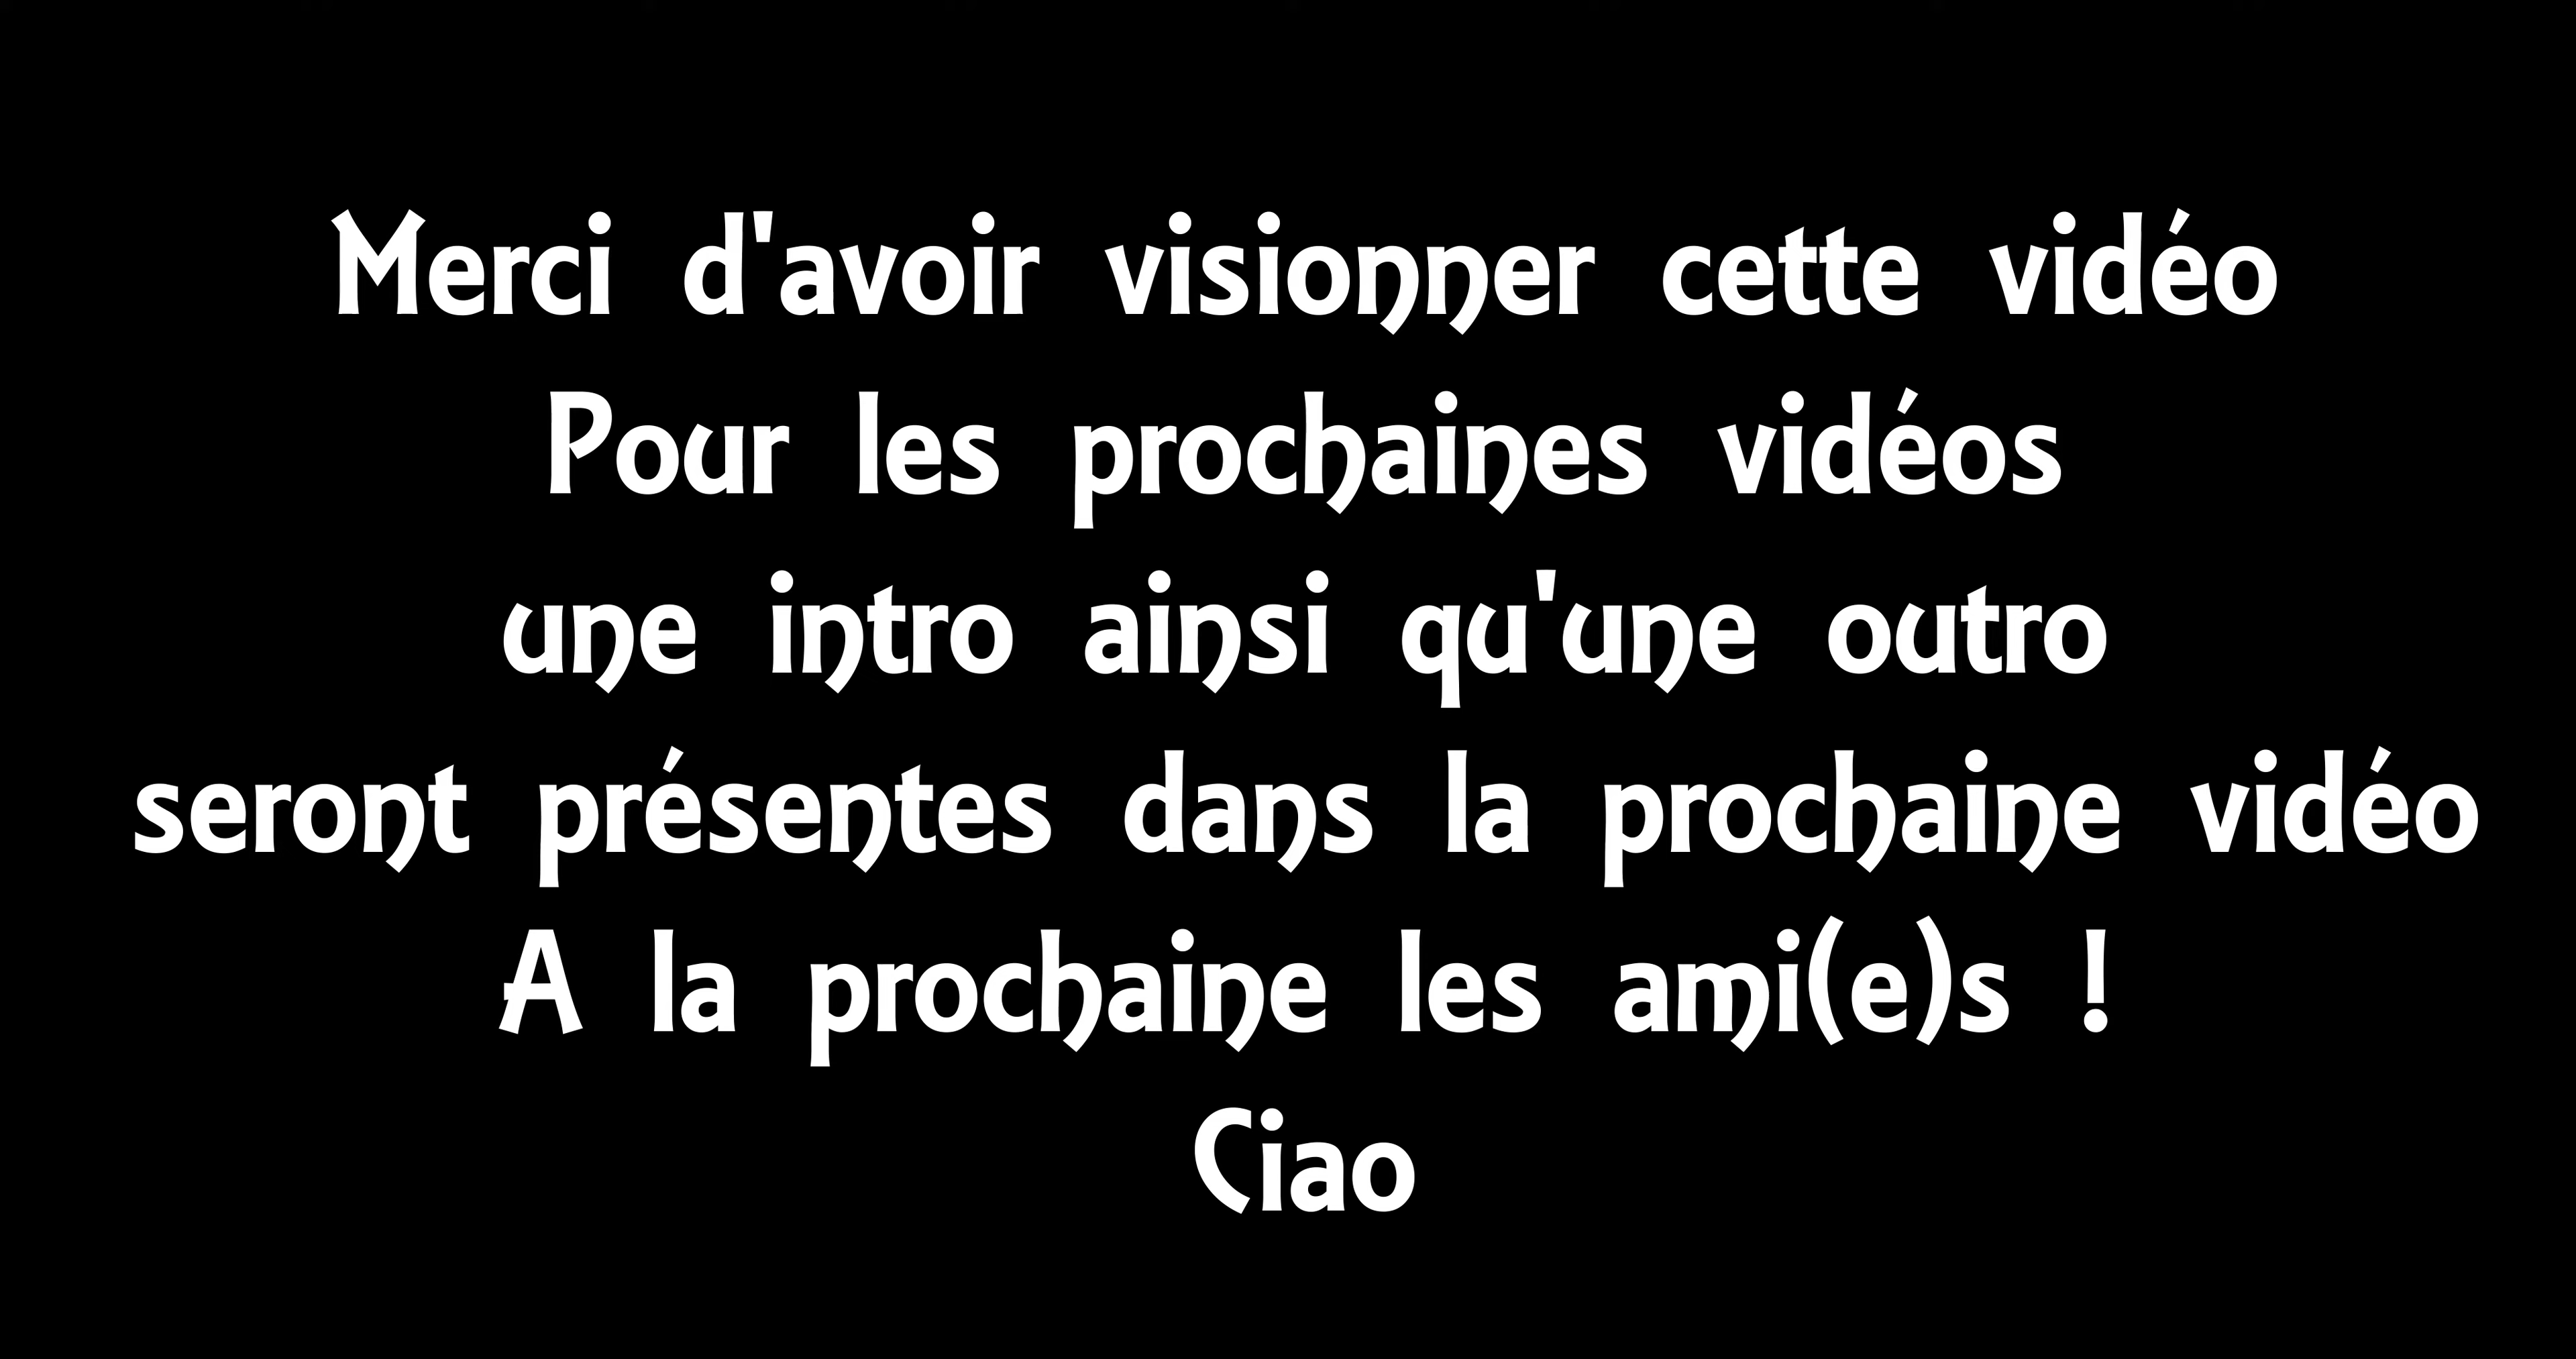 Merci d'avoir visionner cette vidéo
Pour les prochaines vidéos
une intro ainsi qu'une outro
seront présentes dans la prochaine vidéo
A la prochaine les ami(e)s !
Ciao